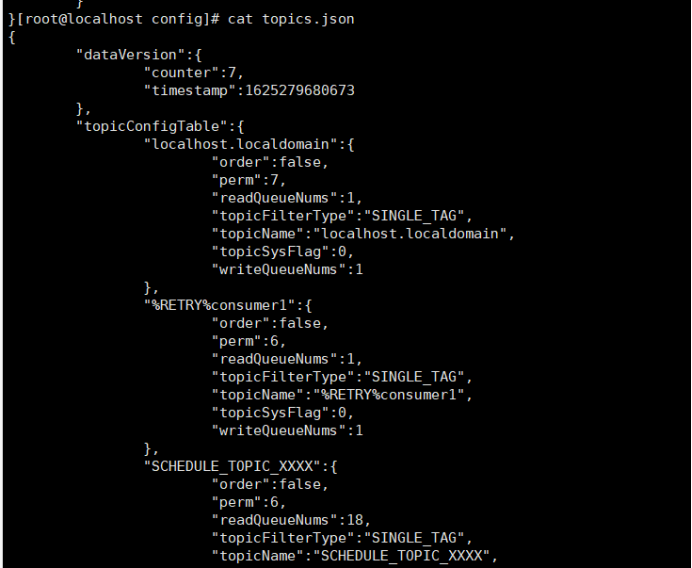 }
}[root@localhost config]# cat topics.json
{
"dataVersion":{
"counter":7,
"timestamp":1625279680673
},
"topicConfigTable":{
"localhost.localdomain":{
"order":false,
"perm":7,
"readQueueNums":1,
"topicFilterType":"SINGLE_TAG",
"topicName":"localhost.localdomain",
"topicSysFlag":0,
"writeQueueNums":1
},
"%RETRY%consumer1":{
"order":false,
"perm":6,
"readQueueNums":1,
"topicFilterType":"SINGLE_TAG",
"topicName":"%RETRY%consumer1",
"topicSysFlag":0,
"writeQueueNums":1
},
"SCHEDULE_TOPIC_XXXX":{
"order":false,
"perm":6,
"readQueueNums":18,
"topicFilterType":"SINGLE_TAG",
"topicName":"SCHEDULE_TOPIC_XXXX",